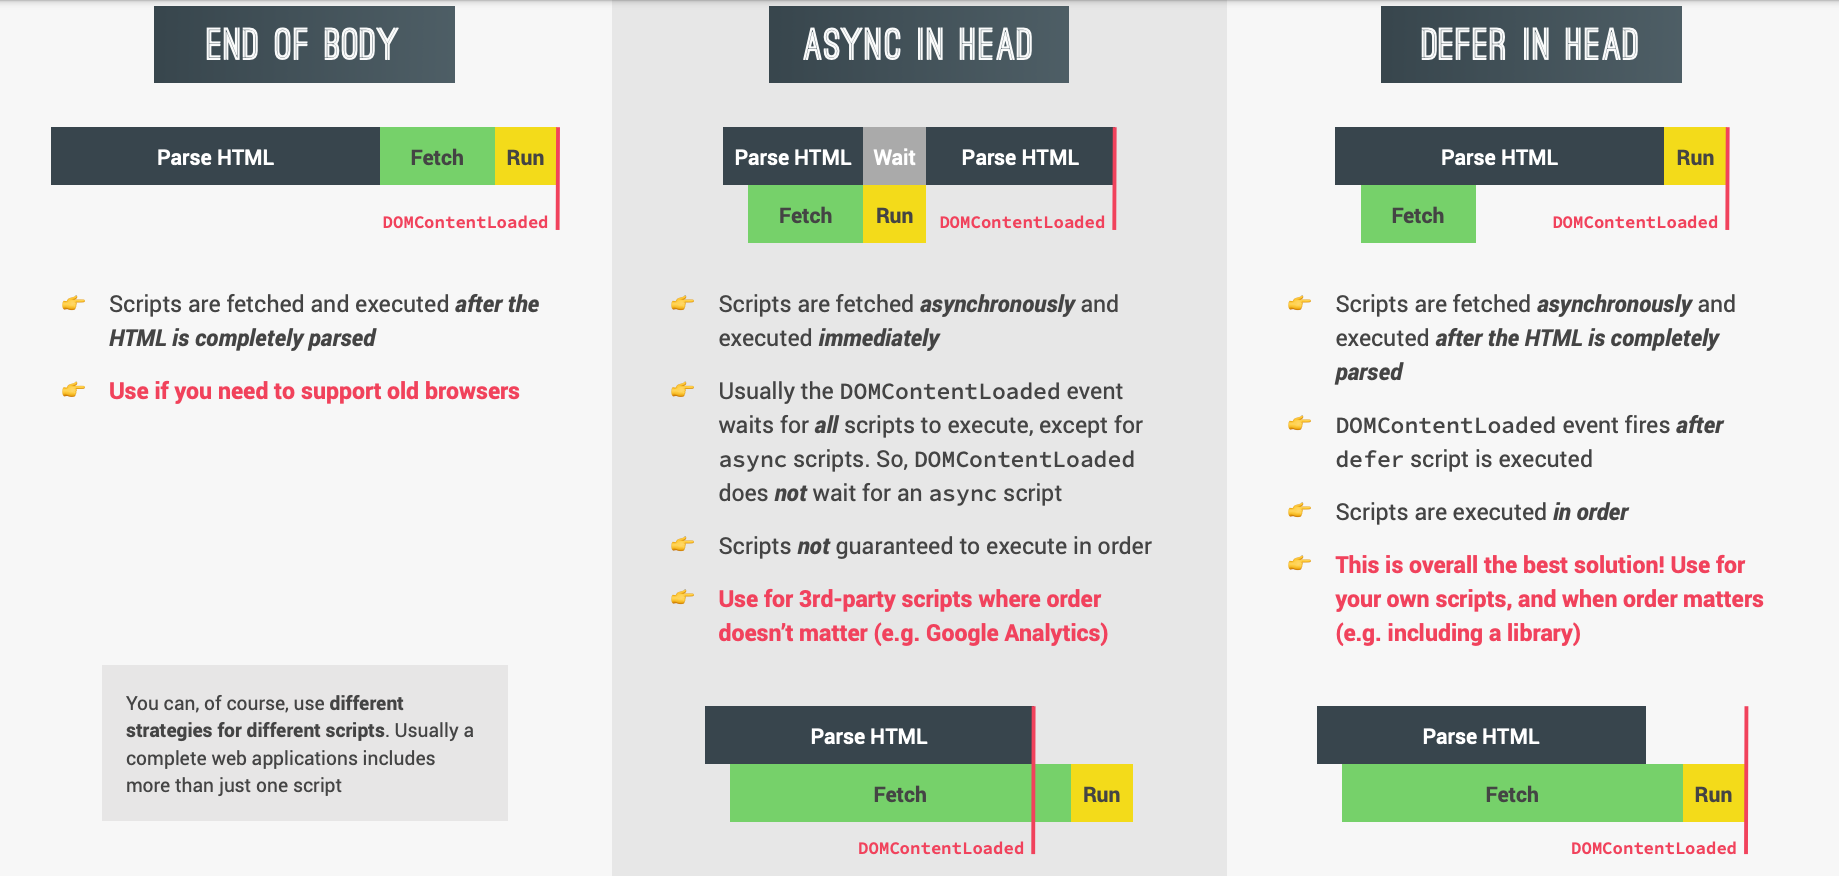 END OF BODY
Parse HTML
Fetch
Run
DOMContentLoaded
Scripts are fetched and executed after the
HTML is completely parsed
Use if you need to support old browsers
You can, of course, use different
strategies for different scripts. Usually a
complete web applications includes
more than just one script
ASYNC IN HEAD
Parse HTML
Wait
Parse HTML
Fetch
Run
DOMContentLoaded
Scripts are fetched asynchronously and
executed immediately
Usually the DOMContentLoaded event
waits for all scripts to execute, except for
async scripts. So, DOMContentLoaded
does not wait for an async script
Scripts not guaranteed to execute in order
Use for 3rd-party scripts where order
doesn’t matter (e.g. Google Analytics)
Parse HTML
Fetch
Run
DOMContentLoaded
DEFER IN HEAD
Parse HTML
Run
Fetch
DOMContentLoaded
Scripts are fetched asynchronously and
executed after the HTML is completely
parsed
DOMContentLoaded event fires after
defer script is executed
Scripts are executed in order
This is overall the best solution! Use for
your own scripts, and when order matters
(e.g. including a library)
Parse HTML
Fetch
Run
DOMContentLoaded